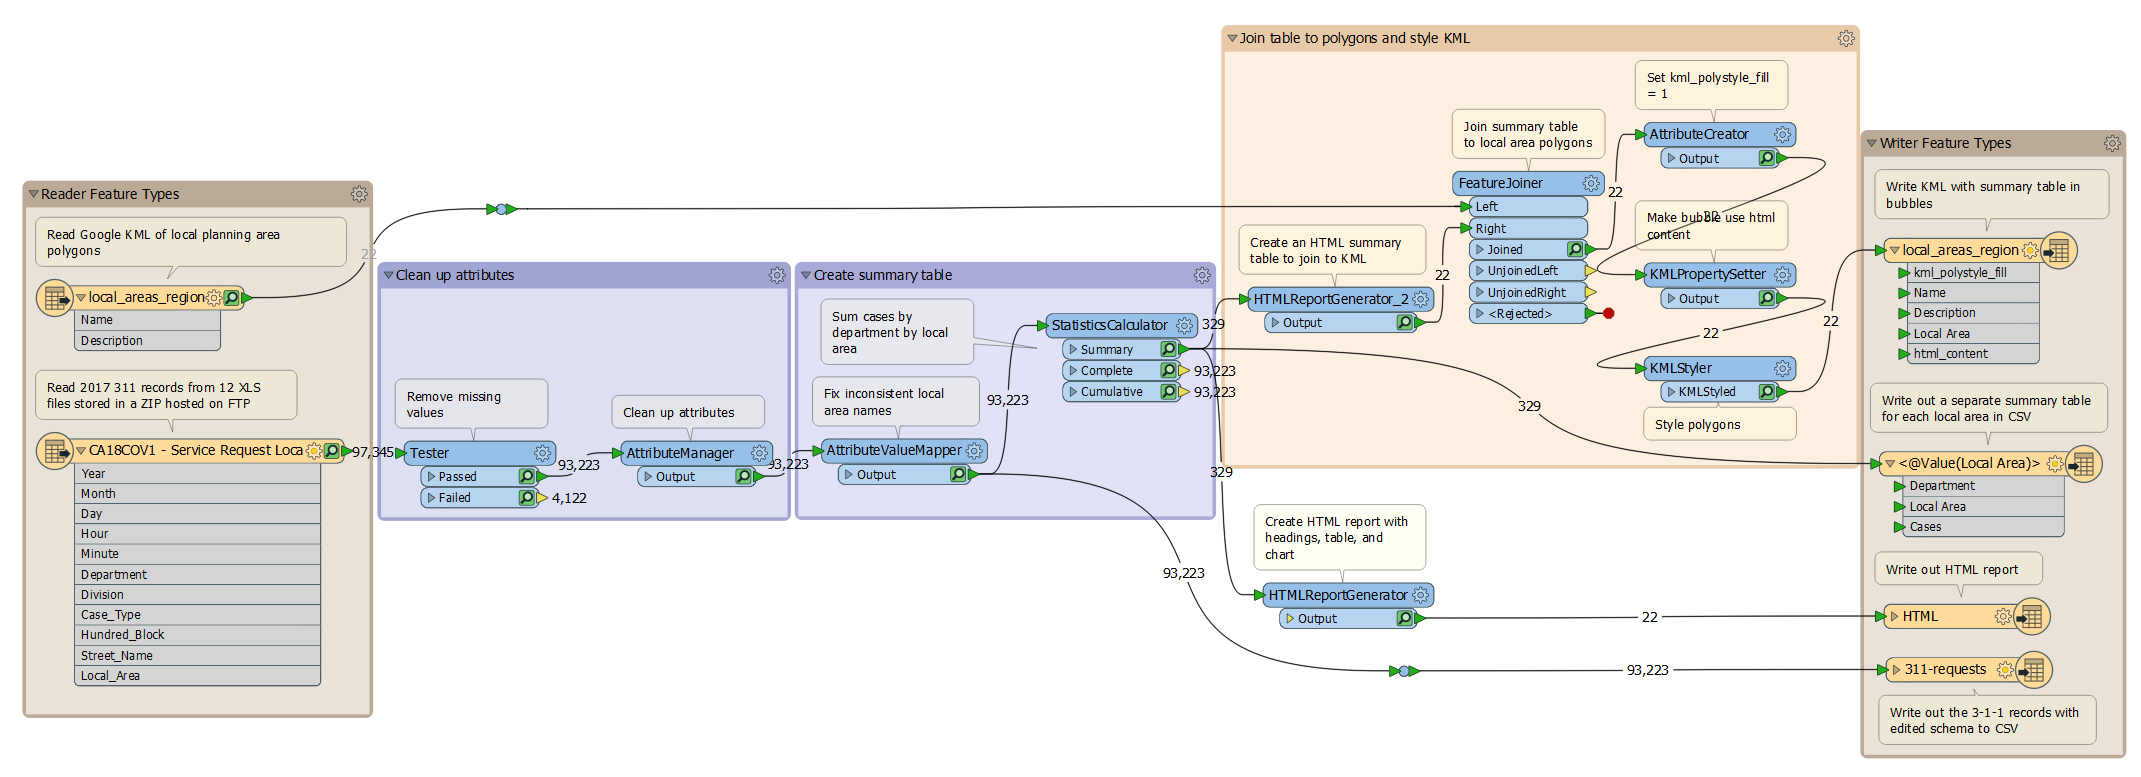 Reader Feature Types
Read Google KML of local planning area
polygons
local_areas_region
Name
Description
22
Read 2017 311 records from 12 XLS
files stored in a ZIP hosted on FTP
CA18COV1 - Service Request Loca
97,345
Year
Month
Day
Hour
Minute
Department
Division
Case_Type
Hundred_Block
Street_Name
Local_Area
Clean up attributes
Remove missing
values
Tester
Passed
93,223
Failed
4,122
Clean up attributes
AttributeManager
Output
93,223
Create summary table
Sum cases by
department by local
area
Fix inconsistent local
area names
AttributeValueMapper
Output
93,223
StatisticsCalculator
Summary
329
Complete
93,223
Cumulative
93,223
329
93,223
Join table to polygons and style KML
Create an HTML summary
table to join to KML
HTMLReportGenerator_2
Output
22
Join summary table
to local area polygons
FeatureJoiner
Left
Right
Joined
UnjoinedLeft
UnjoinedRight
<Rejected>
22
Set kml_polystyle_fill
= 1
AttributeCreator
Output
22
Make bubble use html
content
KMLPropertySetter
Output
22
KMLStyler
KMLStyled
Style polygons
22
329
Create HTML report with
headings, table, and
chart
HTMLReportGenerator
Output
22
93,223
Writer Feature Types
Write KML with summary table in
bubbles
local_areas_region
kml_polystyle_fill
Name
Description
Local Area
html_content
Write out a separate summary table
for each local area in CSV
<@Value(Local Area)>
Department
Local Area
Cases
Write out HTML report
HTML
311-requests
Write out the 3-1-1 records with
edited schema to CSV